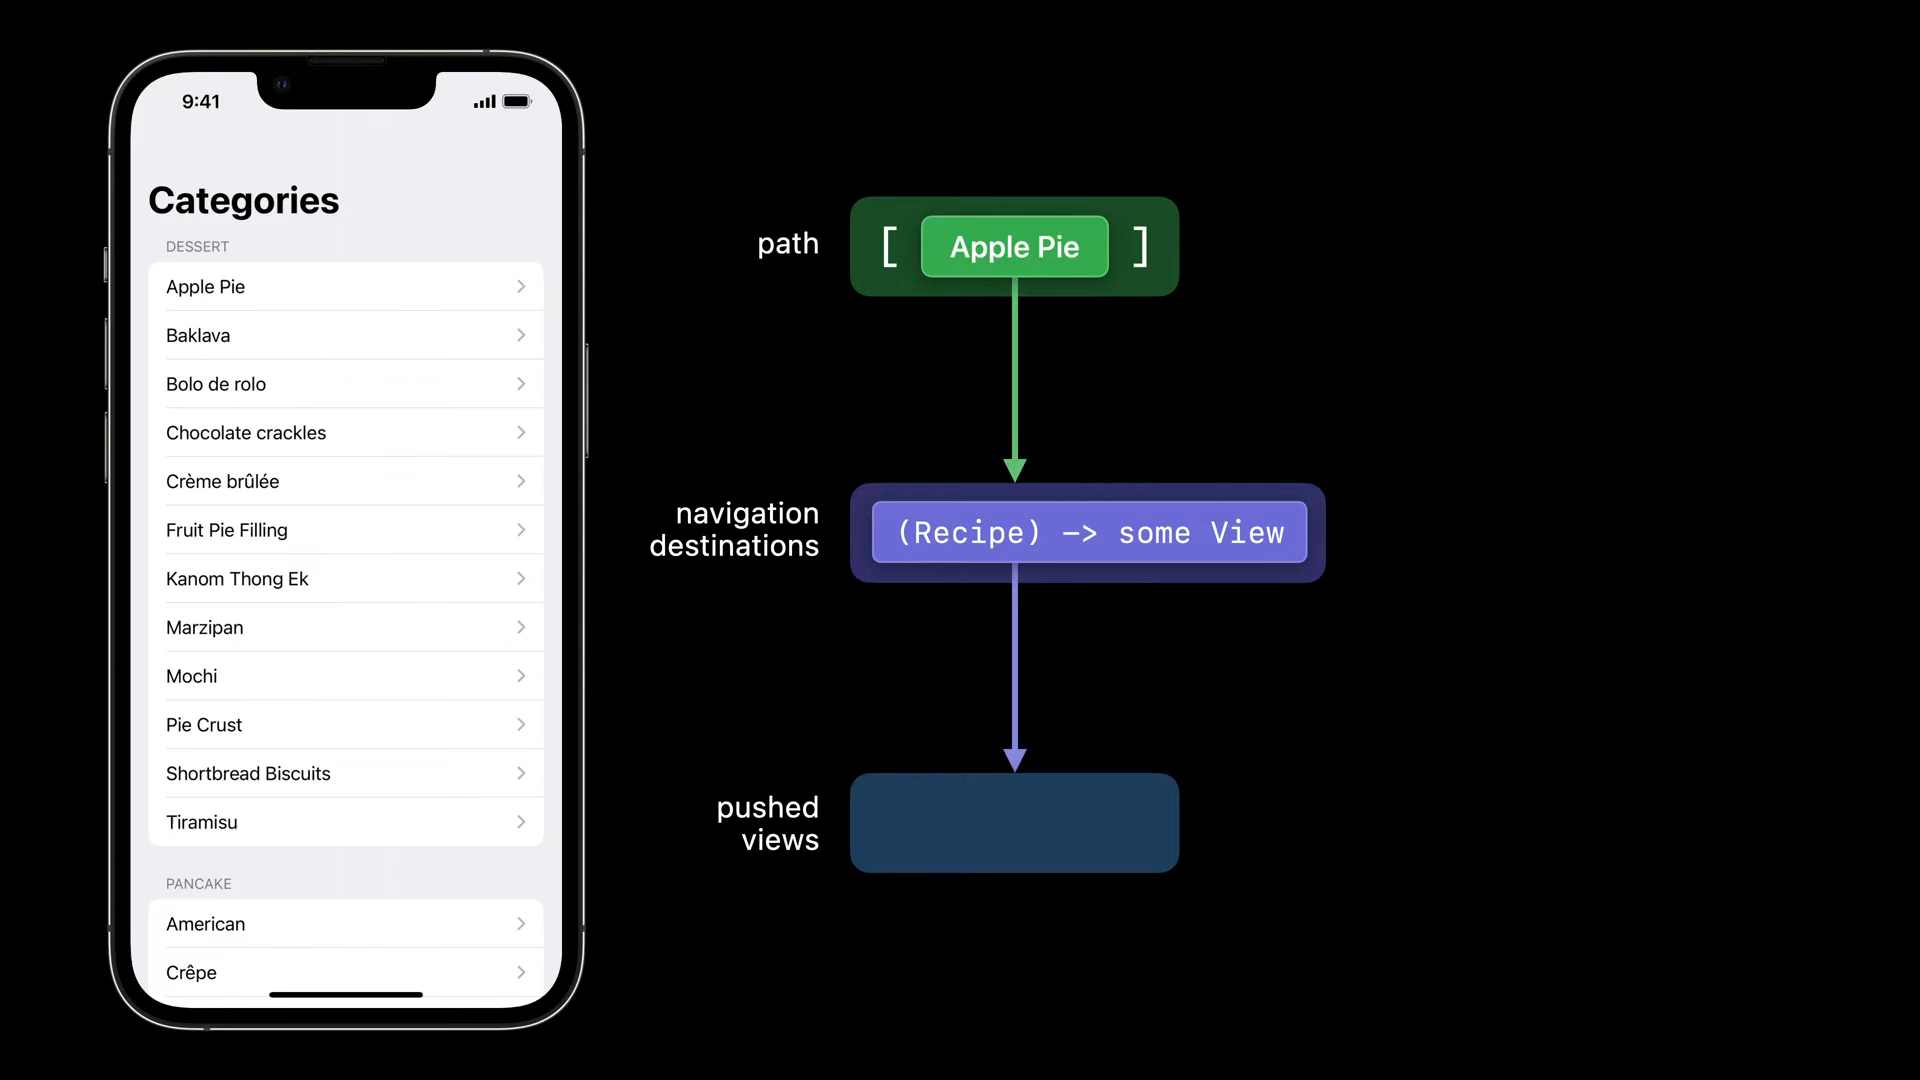 9:41
Categories
DESSERT
Apple Pie
Baklava
Bolo de rolo
Chocolate crackles
Crème brûlée
Fruit Pie Filling
Kanom Thong Ek
Marzipan
Mochi
Pie Crust
Shortbread Biscuits
Tiramisu
PANCAKE
American
Crêpe
path
[ Apple Pie ]
navigation
destinations
(Recipe) -> some View
pushed
views